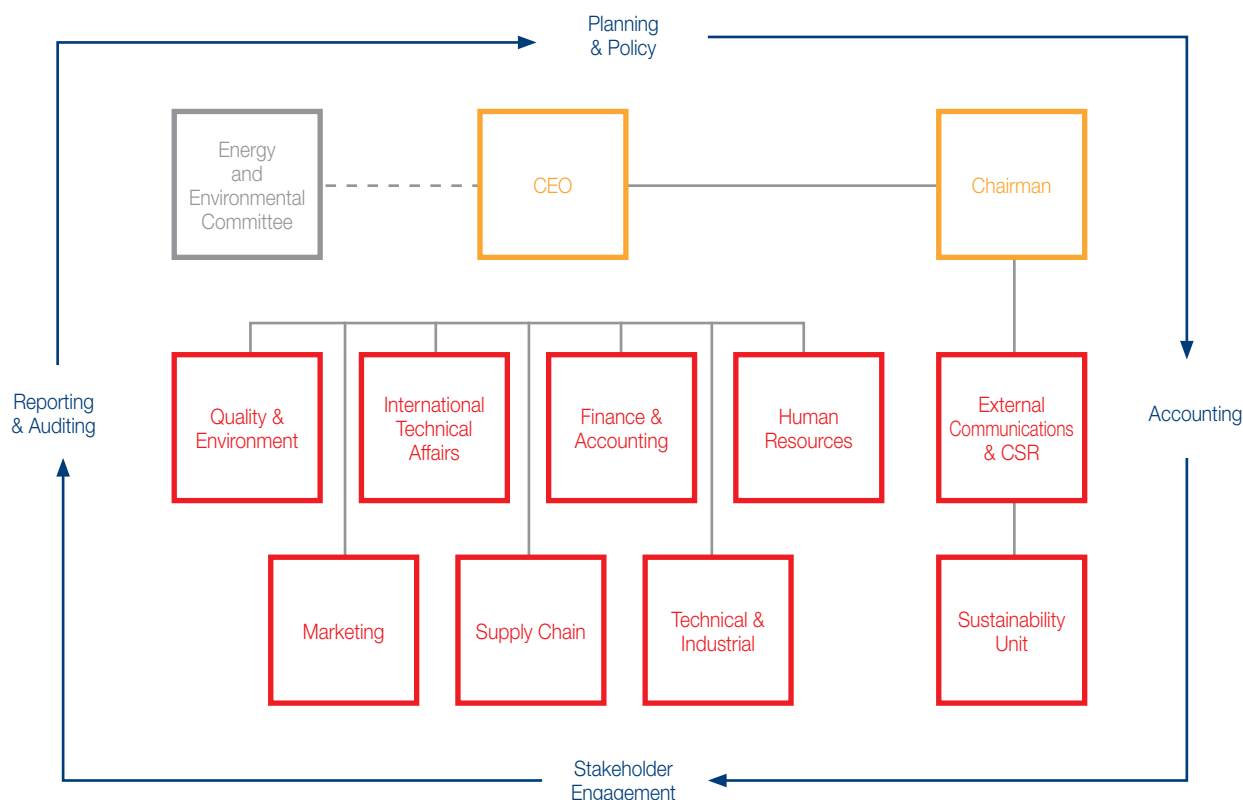 Planning
& Policy
Energy
and
Environmental
Committee
CEO
Chairman
Reporting
& Auditing
Quality &
Environment
International
Technical
Affairs
Finance &
Accounting
Human
Resources
External
Communications
& CSR
Accounting
Marketing
Supply Chain
Technical &
Industrial
Sustainability
Unit
Stakeholder
Engagement